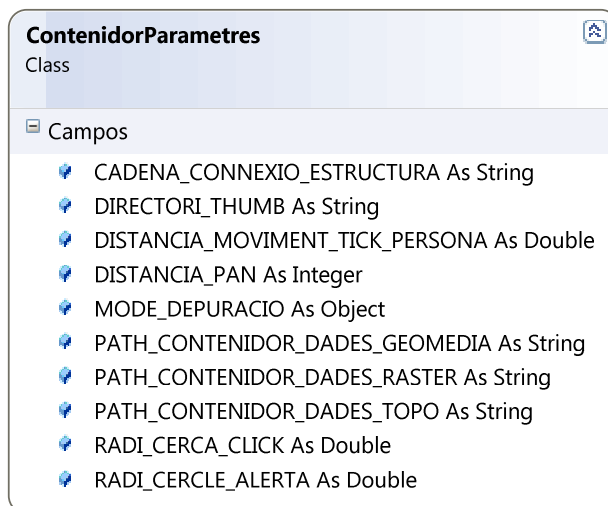 ContenidorParametres
Class
Campos
CADENA_CONNEXIO_ESTRUCTURA As String
DIRECTORI_THUMB As String
DISTANCIA_MOVIMENT_TICK_PERSONA As Double
DISTANCIA_PAN As Integer
MODE_DEPURACIO As Object
PATH_CONTENIDOR_DADES_GEOMEDIA As String
PATH_CONTENIDOR_DADES_RASTER As String
PATH_CONTENIDOR_DADES_TOPO As String
RADI_CERCA_CLICK As Double
RADI_CERCLE_ALERTA As Double